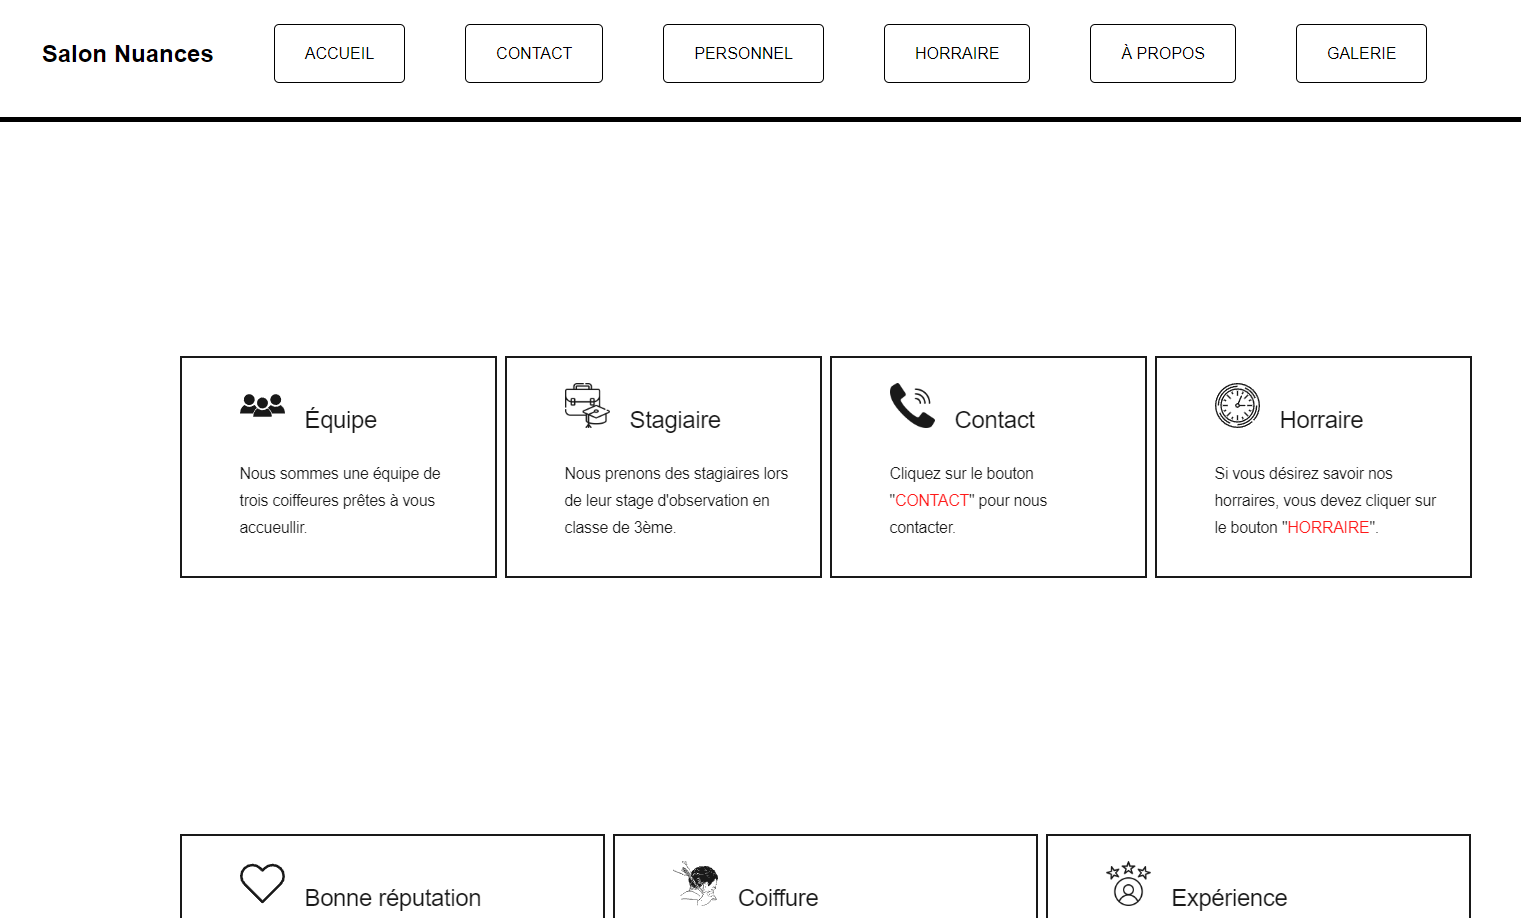 Salon Nuances
ACCUEIL
CONTACT
PERSONNEL
HORRAIRE
À PROPOS
GALERIE
Équipe
Nous sommes une équipe de
trois coiffeures prêtes à vous
accueullir.
Stagiaire
Nous prenons des stagiaires lors
de leur stage d'observation en
classe de 3ème.
Contact
Cliquez sur le bouton
"CONTACT" pour nous
contacter.
Horraire
Si vous désirez savoir nos
horraires, vous devez cliquer sur
le bouton "HORRAIRE".
Bonne réputation
Coiffure
Expérience